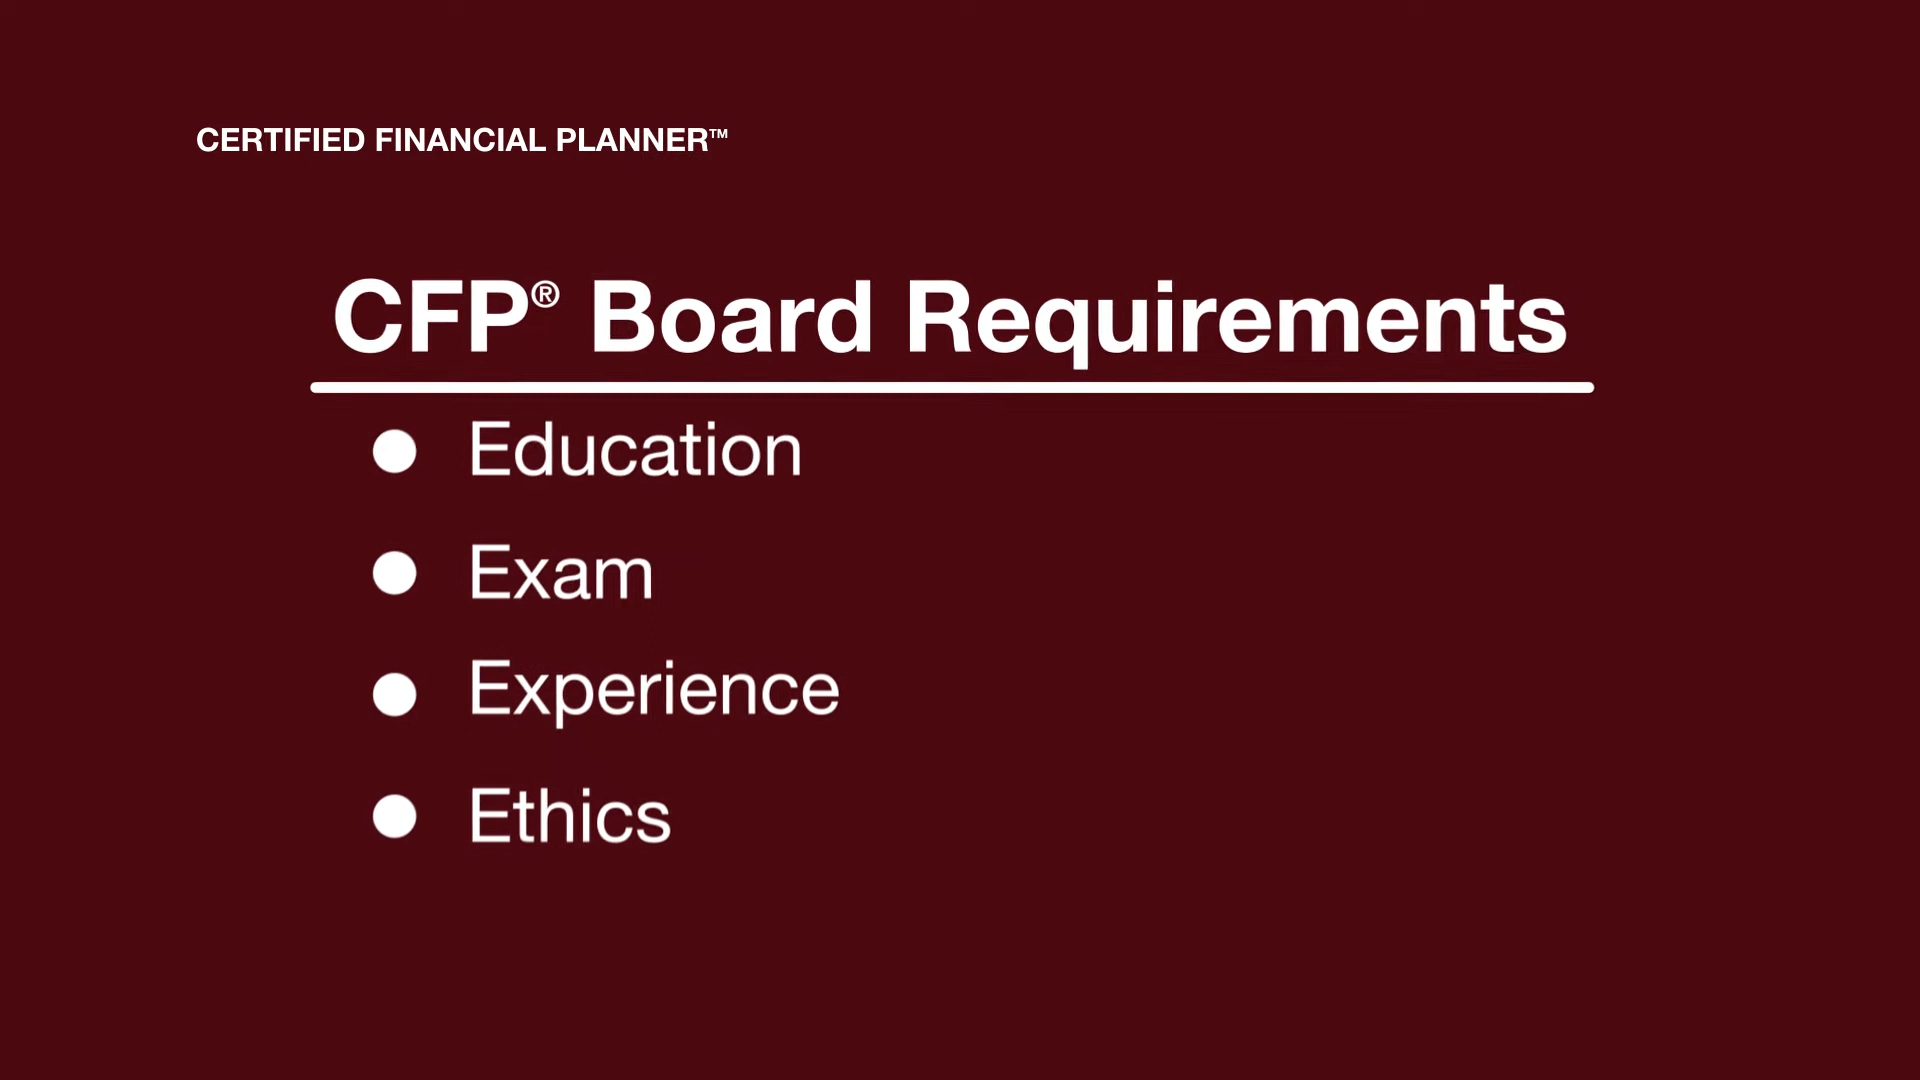 CERTIFIED FINANCIAL PLANNER™
CFP® Board Requirements
● Education
● Exam
● Experience
● Ethics